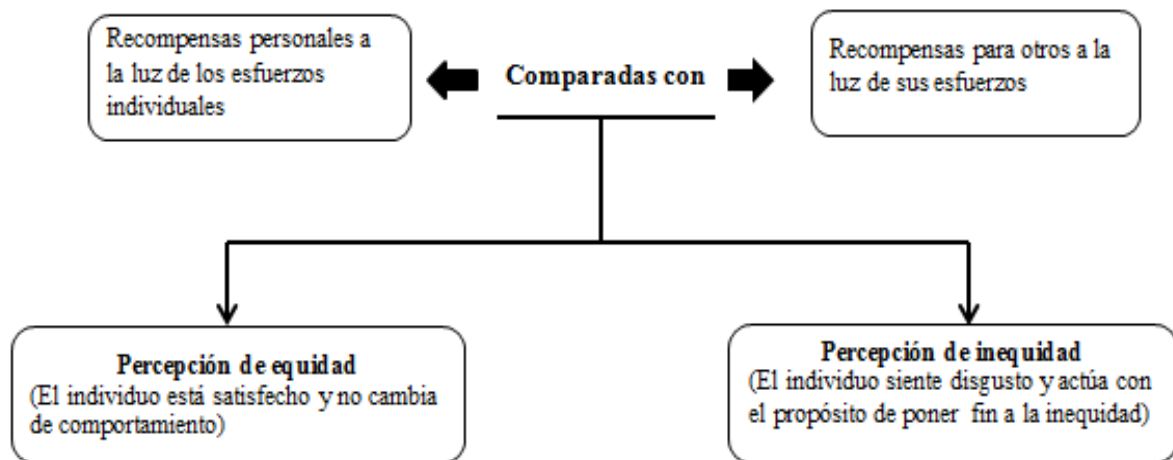 Recompensas personales a
la luz de los esfuerzos
individuales
Comparadas con
Recompensas para otros a la
luz de sus esfuerzos
Percepción de equidad
(El individuo está satisfecho y no cambia
de comportamiento)
Percepción de inequidad
(El individuo siente disgusto y actúa con
el propósito de poner fin a la inequidad)